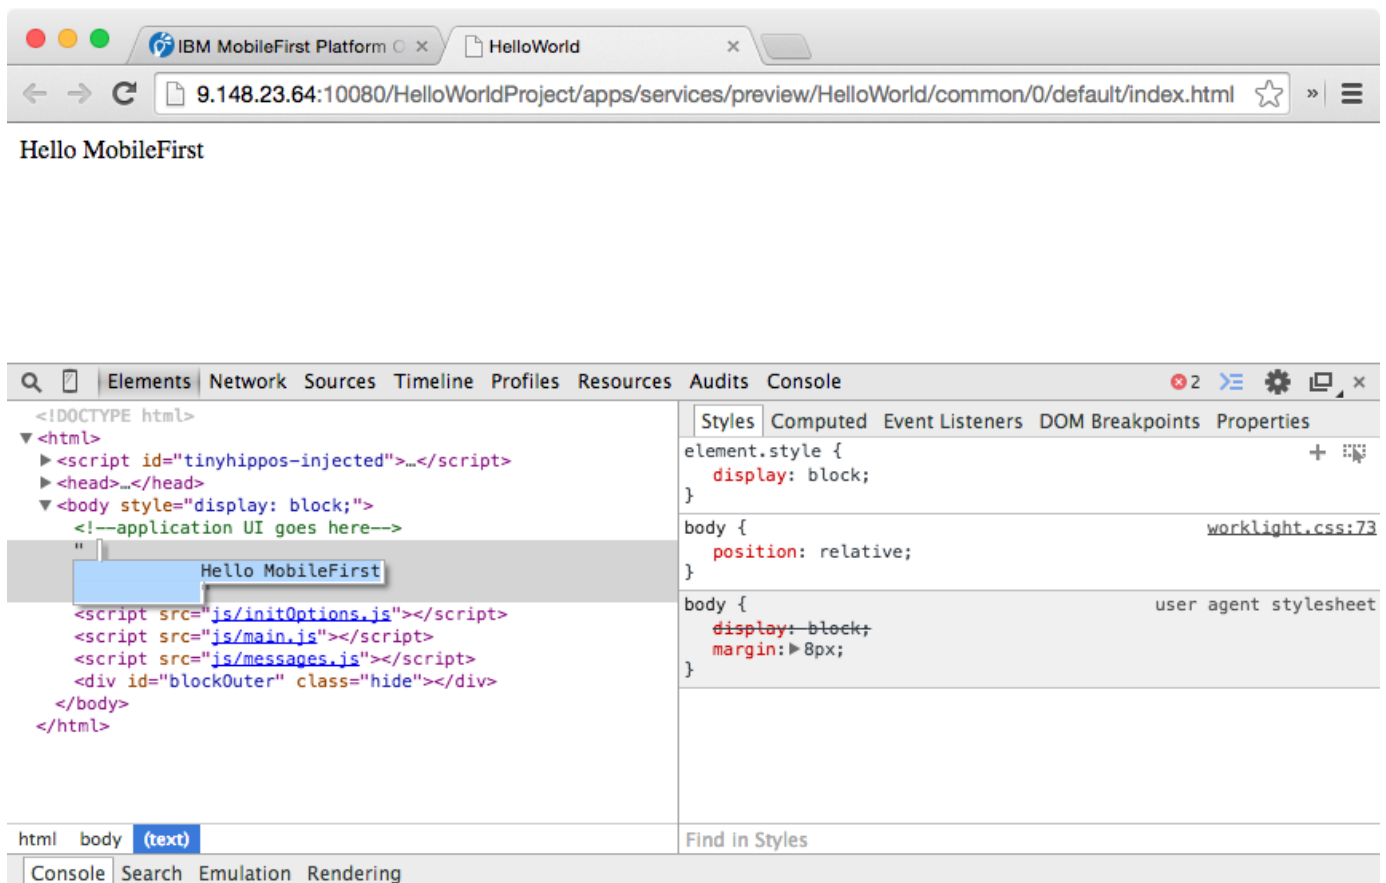 IBM MobileFirst Platform C
HelloWorld
9.148.23.64:10080/HelloWorldProject/apps/services/preview/HelloWorld/common/0/default/index.html
»
Hello MobileFirst
Elements Network Sources Timeline Profiles Resources Audits Console
2
<!DOCTYPE html>
<html>
<script id="tinyhippos-injected">…</script>
<head>…</head>
<body style="display: block;">
<!--application UI goes here-->
"
Hello MobileFirst
"
<script src="js/initOptions.js"></script>
<script src="js/main.js"></script>
<script src="js/messages.js"></script>
<div id="blockOuter" class="hide"></div>
</body>
</html>
html body (text)
Styles Computed Event Listeners DOM Breakpoints Properties
element.style {
display: block;
}
body { worklight.css:73
position: relative;
}
body { user agent stylesheet
display: block;
margin: 8px;
}
Find in Styles
Console Search Emulation Rendering